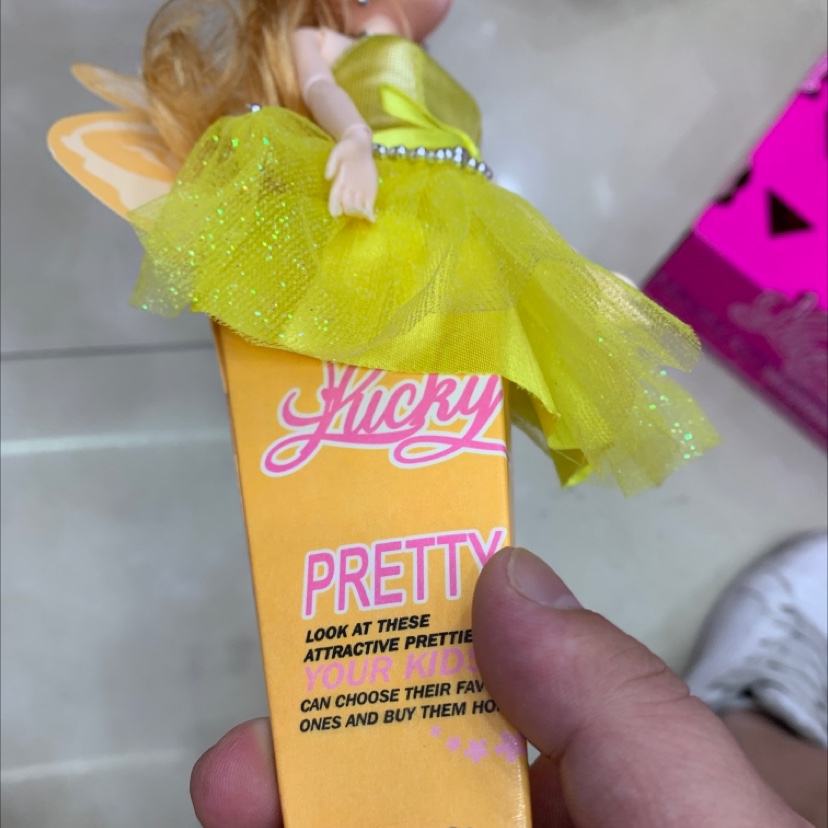 Lucky
PRETTY
LOOK AT THESE
ATTRACTIVE PRETTIE
YOUR KIDS
CAN CHOOSE THEIR FAV
ONES AND BUY THEM HO